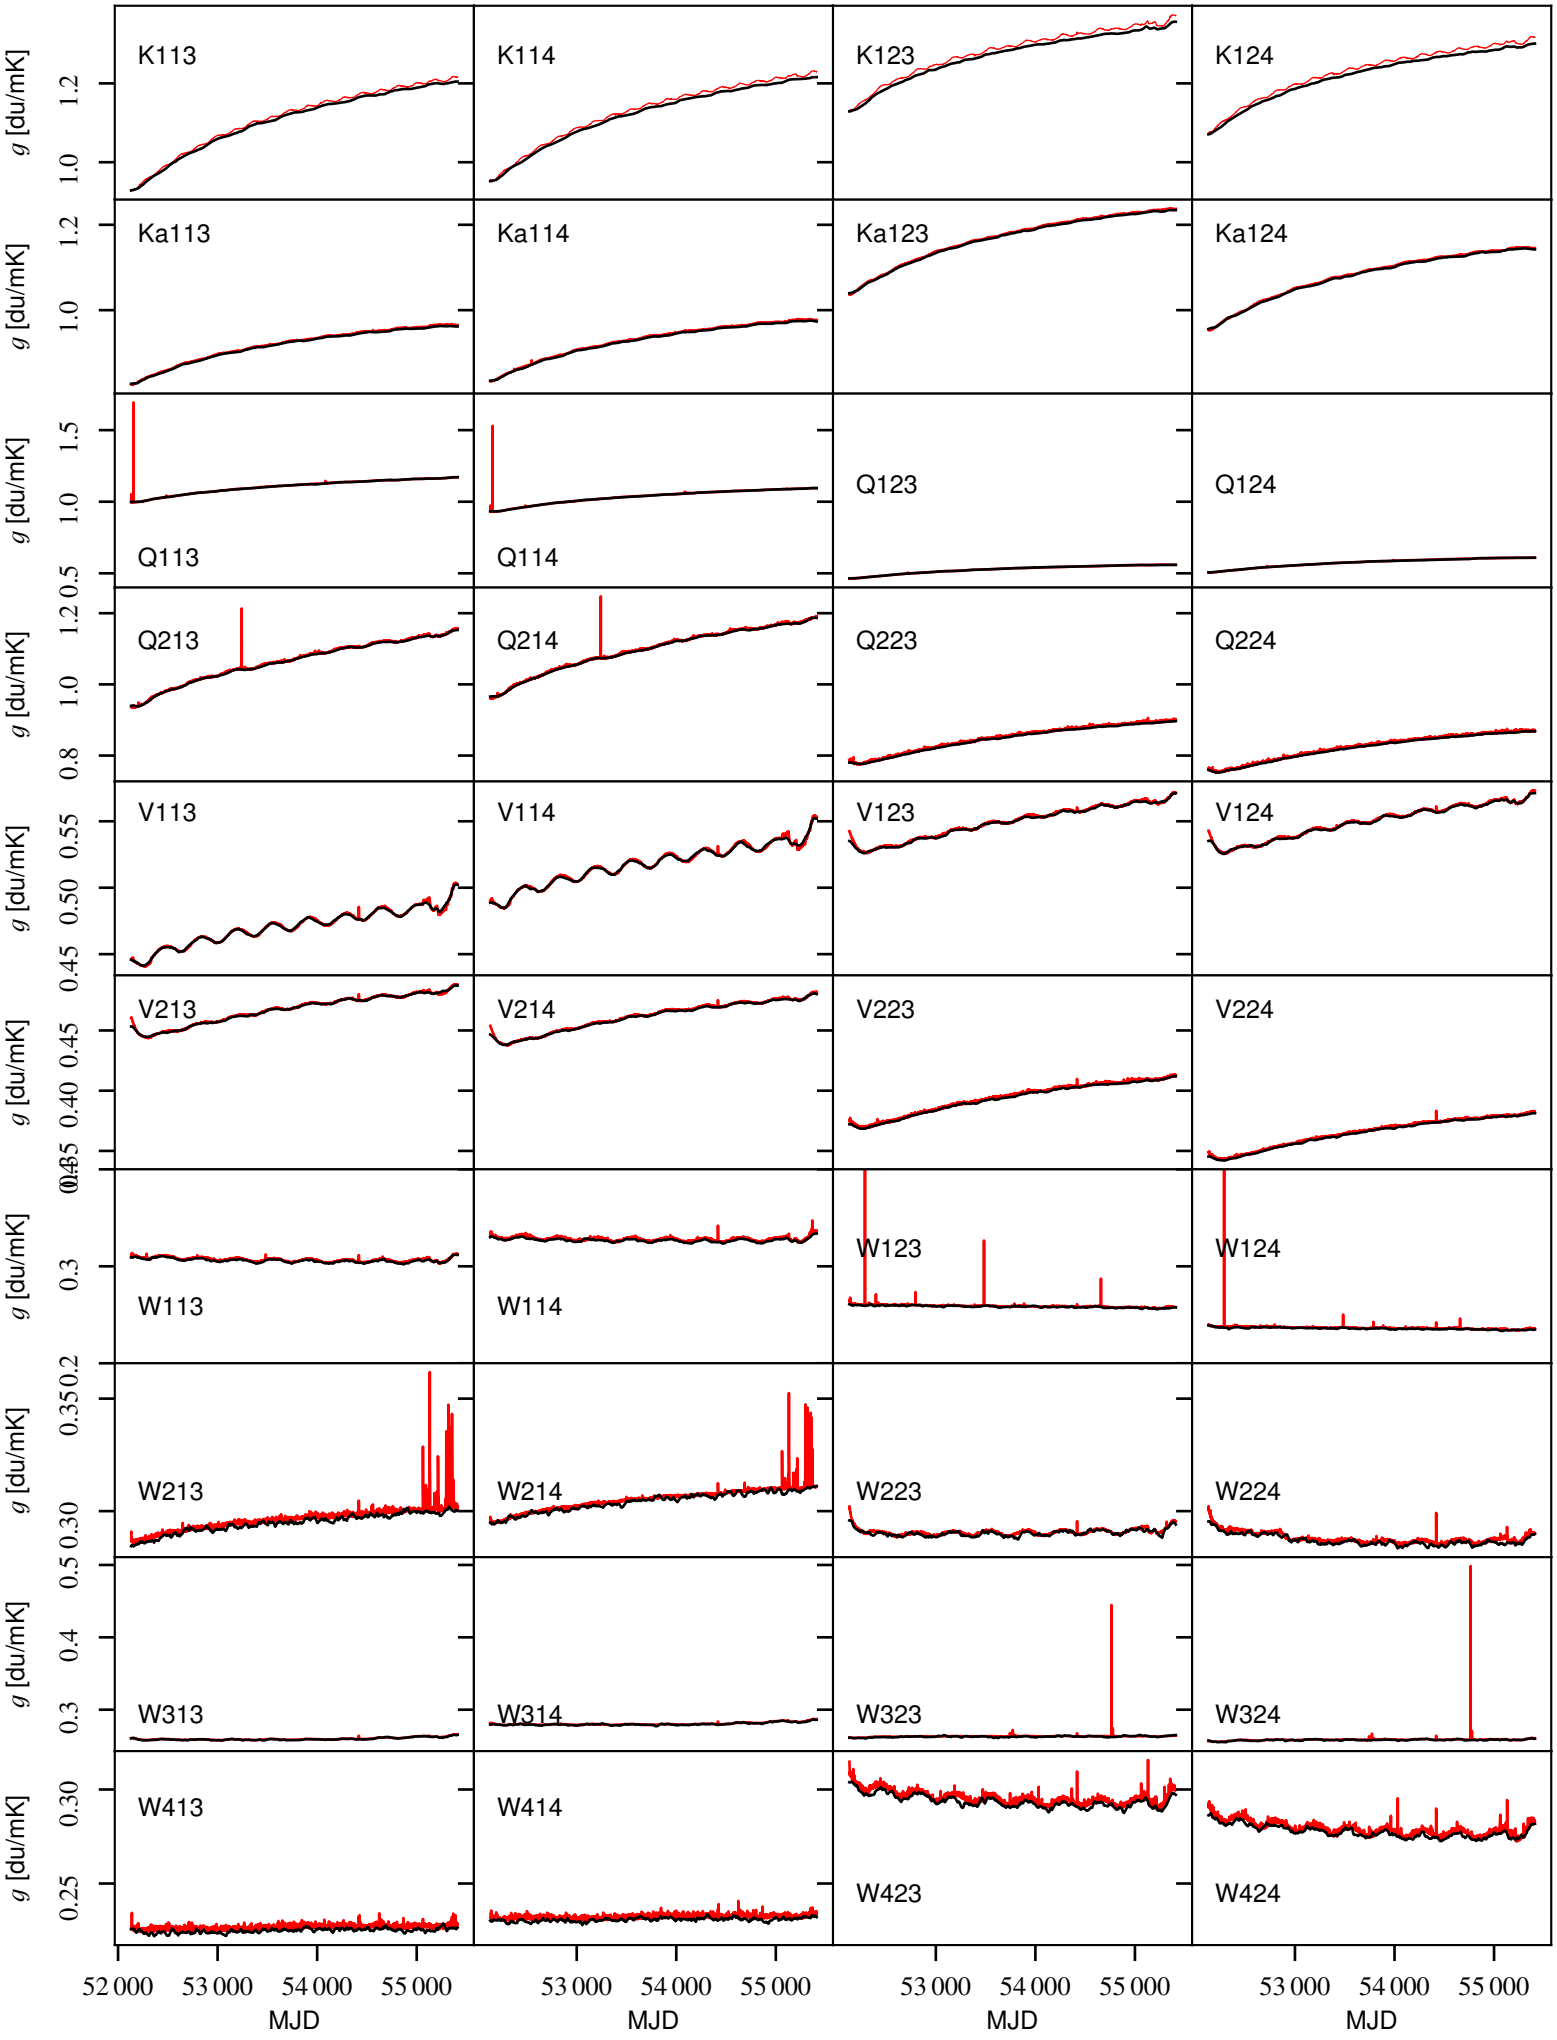 K113 K114 K123 K124
g [du/mK] 1.0 1.2
Ka113 Ka114 Ka123 Ka124
g [du/mK] 1.0 1.2
Q113 Q114 Q123 Q124
g [du/mK] 0.5 1.0 1.5
Q213 Q214 Q223 Q224
g [du/mK] 0.8 1.0 1.2
V113 V114 V123 V124
g [du/mK] 0.45 0.50 0.55
V213 V214 V223 V224
g [du/mK] 0.35 0.40 0.45
W113 W114 W123 W124
g [du/mK] 0.2 0.3 0.4
W213 W214 W223 W224
g [du/mK] 0.30 0.35
W313 W314 W323 W324
g [du/mK] 0.3 0.4 0.5
W413 W414 W423 W424
g [du/mK] 0.25 0.30
52 000 53 000 54 000 55 000 53 000 54 000 55 000 53 000 54 000 55 000 53 000 54 000 55 000
MJD MJD MJD MJD